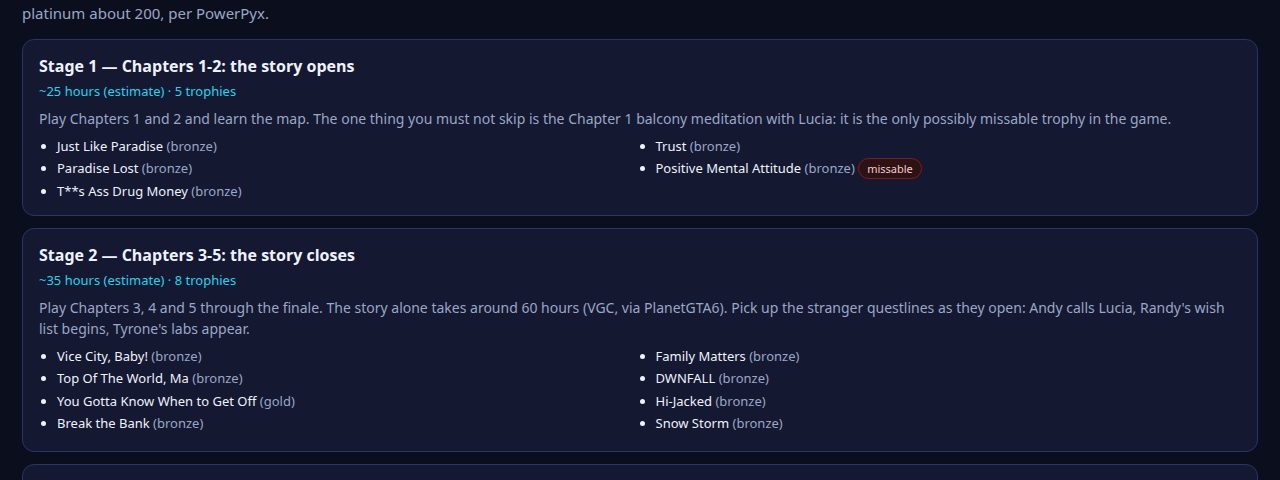 platinum about 200, per PowerPyx.
Stage 1 — Chapters 1-2: the story opens
~25 hours (estimate) · 5 trophies
Play Chapters 1 and 2 and learn the map. The one thing you must not skip is the Chapter 1 balcony meditation with Lucia: it is the only possibly missable trophy in the game.
Just Like Paradise (bronze)
Paradise Lost (bronze)
T**s Ass Drug Money (bronze)
Trust (bronze)
Positive Mental Attitude (bronze) missable
Stage 2 — Chapters 3-5: the story closes
~35 hours (estimate) · 8 trophies
Play Chapters 3, 4 and 5 through the finale. The story alone takes around 60 hours (VGC, via PlanetGTA6). Pick up the stranger questlines as they open: Andy calls Lucia, Randy's wish
list begins, Tyrone's labs appear.
Vice City, Baby! (bronze)
Top Of The World, Ma (bronze)
You Gotta Know When to Get Off (gold)
Break the Bank (bronze)
Family Matters (bronze)
DWNFALL (bronze)
Hi-Jacked (bronze)
Snow Storm (bronze)